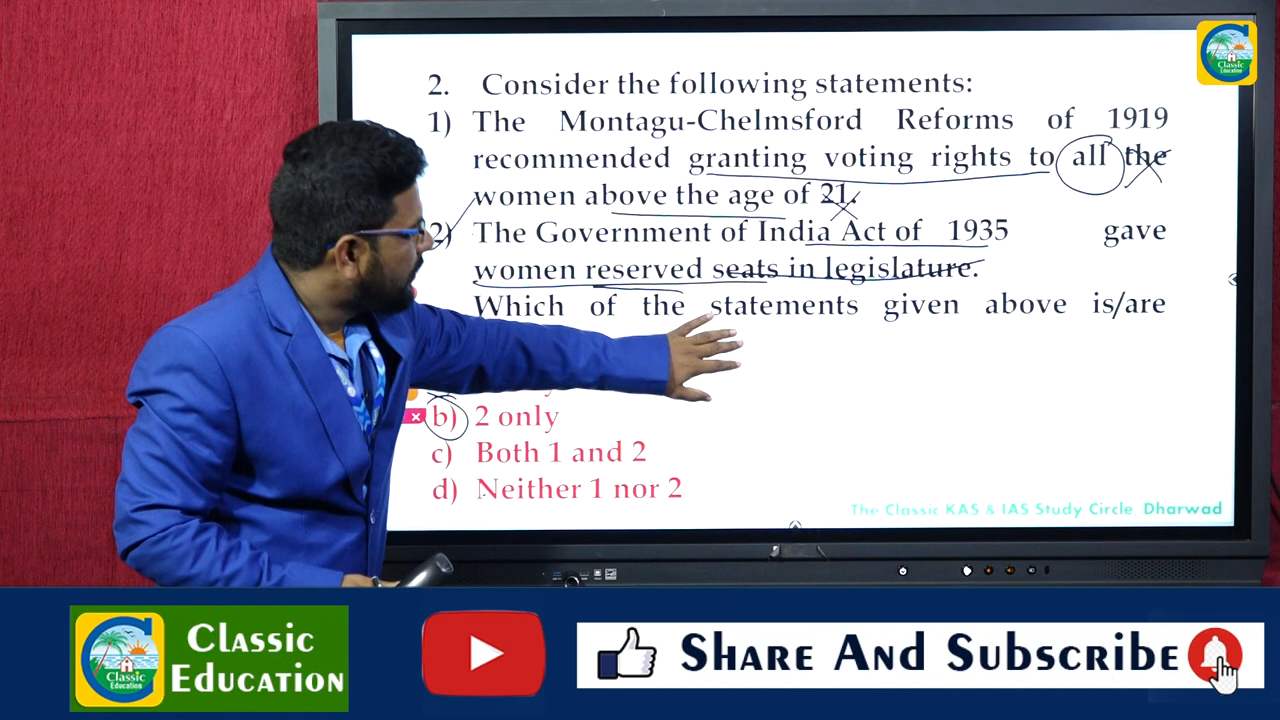 Classic
Education
2. Consider the following statements:
1) The Montagu-Chelmsford Reforms of 1919
recommended granting voting rights to all the
women above the age of 21.
2) The Government of India Act of 1935 gave
women reserved seats in legislature.
Which of the statements given above is/are
b) 2 only
c) Both 1 and 2
d) Neither 1 nor 2
The Classic KAS & IAS Study Circle, Dharwad
Classic
Education
Classic
Education
Share And Subscribe